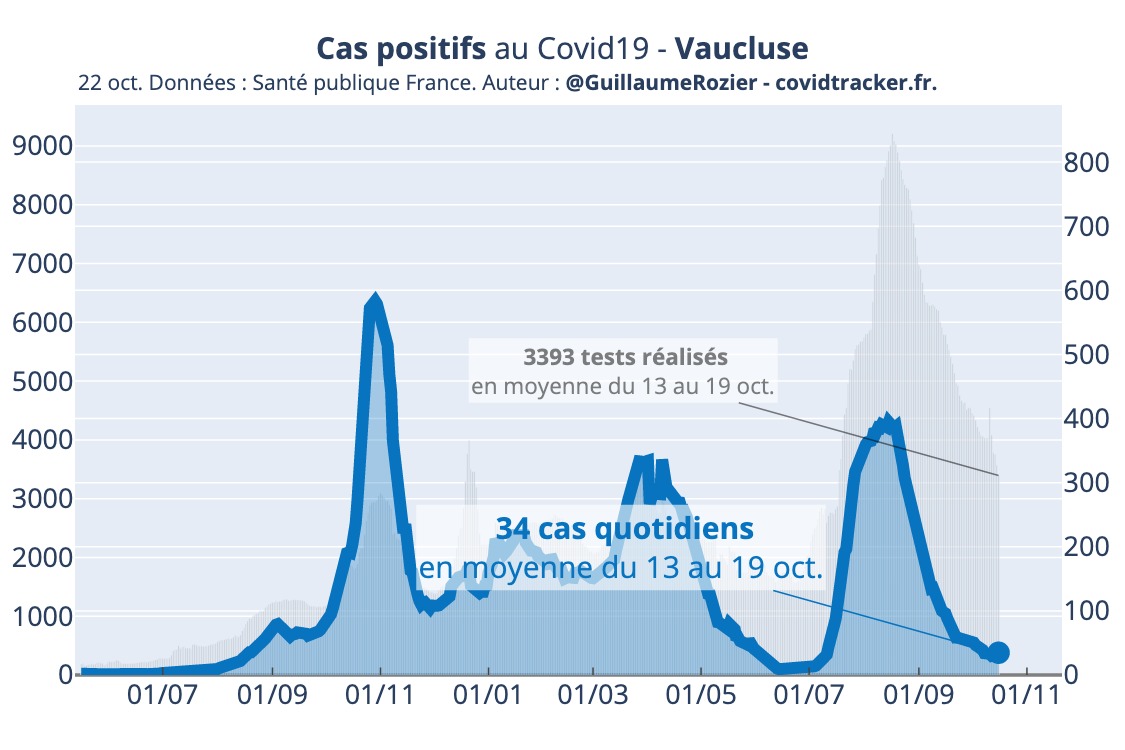 Cas positifs au Covid19 - Vaucluse
22 oct. Données : Santé publique France. Auteur : @GuillaumeRozier - covidtracker.fr.
9000
8000
7000
6000
5000
4000
3000
2000
1000
0
800
700
600
500
400
300
200
100
0
3393 tests réalisés
en moyenne du 13 au 19 oct.
34 cas quotidiens
en moyenne du 13 au 19 oct.
01/07 01/09 01/11 01/01 01/03 01/05 01/07 01/09 01/11